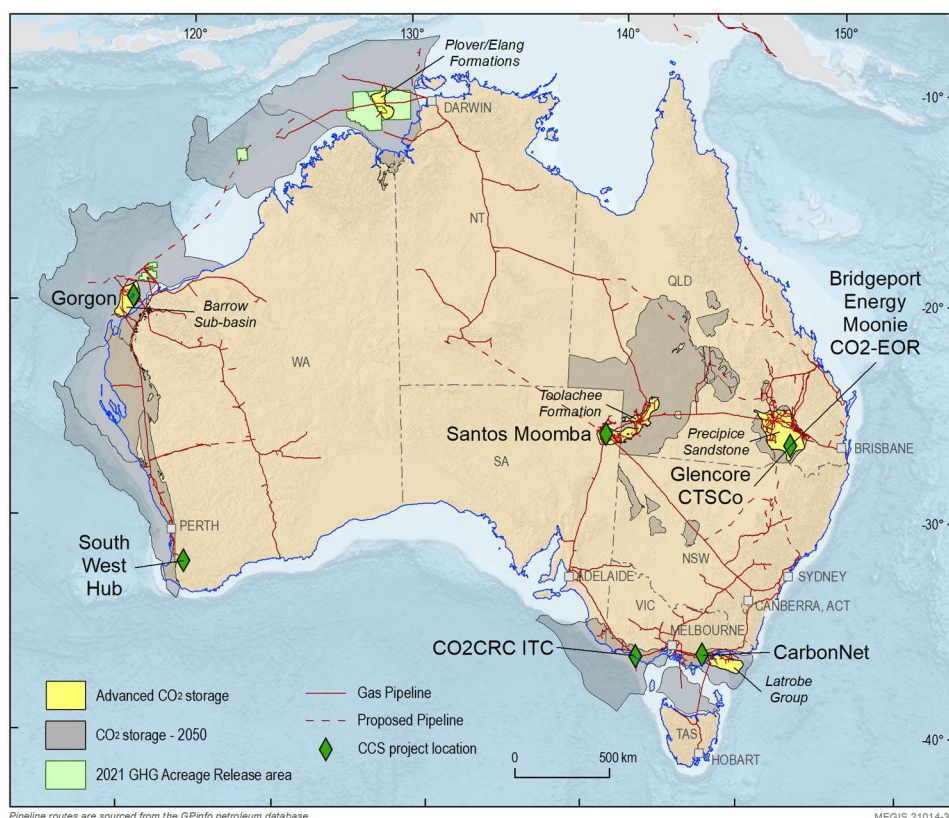 120°
130°
140°
150°
Plover/Elang
Formations
DARWIN
-10°
NT
Gorgon
Barrow
Sub-basin
QLD
Bridgeport
Energy
Moonie
CO2-EOR
-20°
WA
Toolachee
Formation
Santos Moomba
Precipice
Sandstone
BRISBANE
SA
Glencore
CTSCo
PERTH
-30°
South
West
Hub
NSW
ADELAIDE
SYDNEY
VIC
CANBERRA, ACT
MELBOURNE
CO2CRC ITC
CarbonNet
Latrobe
Group
TAS
HOBART
-40°
Advanced CO2 storage
CO2 storage - 2050
2021 GHG Acreage Release area
Gas Pipeline
Proposed Pipeline
CCS project location
0
500 km
Pipeline routes are sourced from the GPinfo petroleum database
MEGIS 21014-3